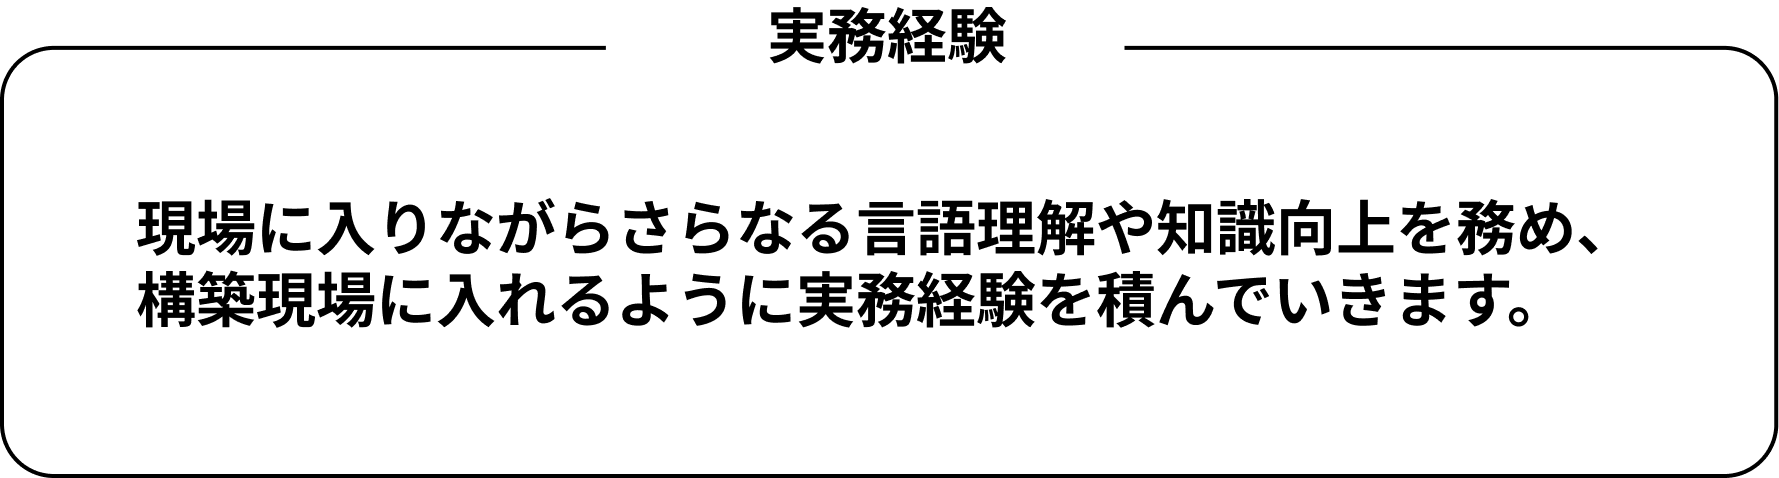 実務経験
現場に入りながらさらなる言語理解や知識向上を務め、
構築現場に入れるように実務経験を積んでいきます。